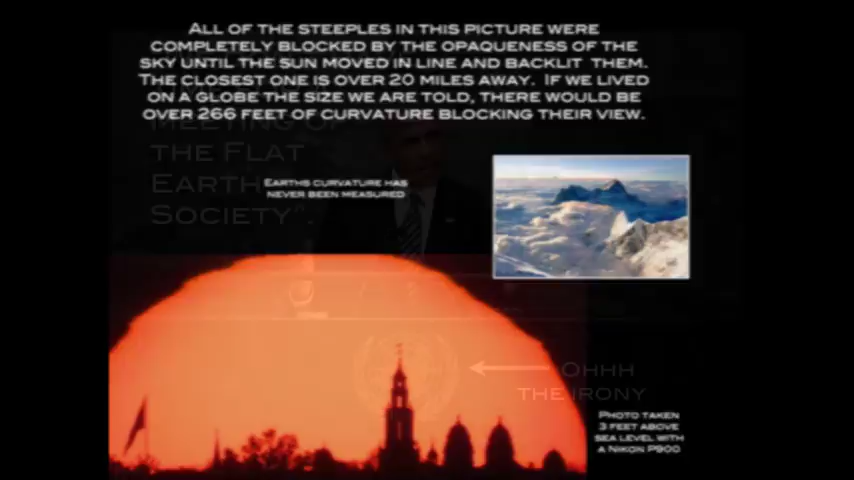 All of the steeples in this picture were
completely blocked by the opaqueness of the
sky until the sun moved in line and backlit them.
The closest one is over 20 miles away. If we lived
on a globe the size we are told, there would be
over 266 feet of curvature blocking their view.
meeting of
the Flat
Earth
Society".
Earths curvature has
never been measured
Ohhh
the irony
Photo taken
3 feet above
sea level with
a Nikon P900